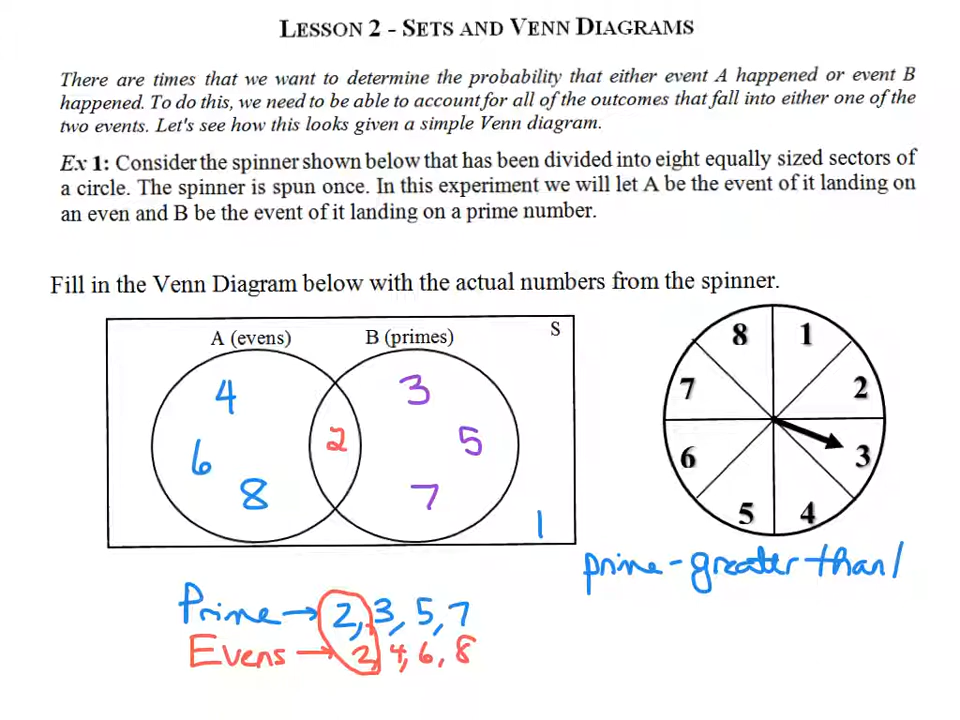 LESSON 2 - SETS AND VENN DIAGRAMS
There are times that we want to determine the probability that either event A happened or event B
happened. To do this, we need to be able to account for all of the outcomes that fall into either one of the
two events. Let's see how this looks given a simple Venn diagram.
Ex 1: Consider the spinner shown below that has been divided into eight equally sized sectors of
a circle. The spinner is spun once. In this experiment we will let A be the event of it landing on
an even and B be the event of it landing on a prime number.
Fill in the Venn Diagram below with the actual numbers from the spinner.
A (evens) B (primes) S
4 3
6 2 5
8 7
1
8 1
7 2
6 3
5 4
prime - greater than 1
Prime → 2, 3, 5, 7
Evens → 2, 4, 6, 8